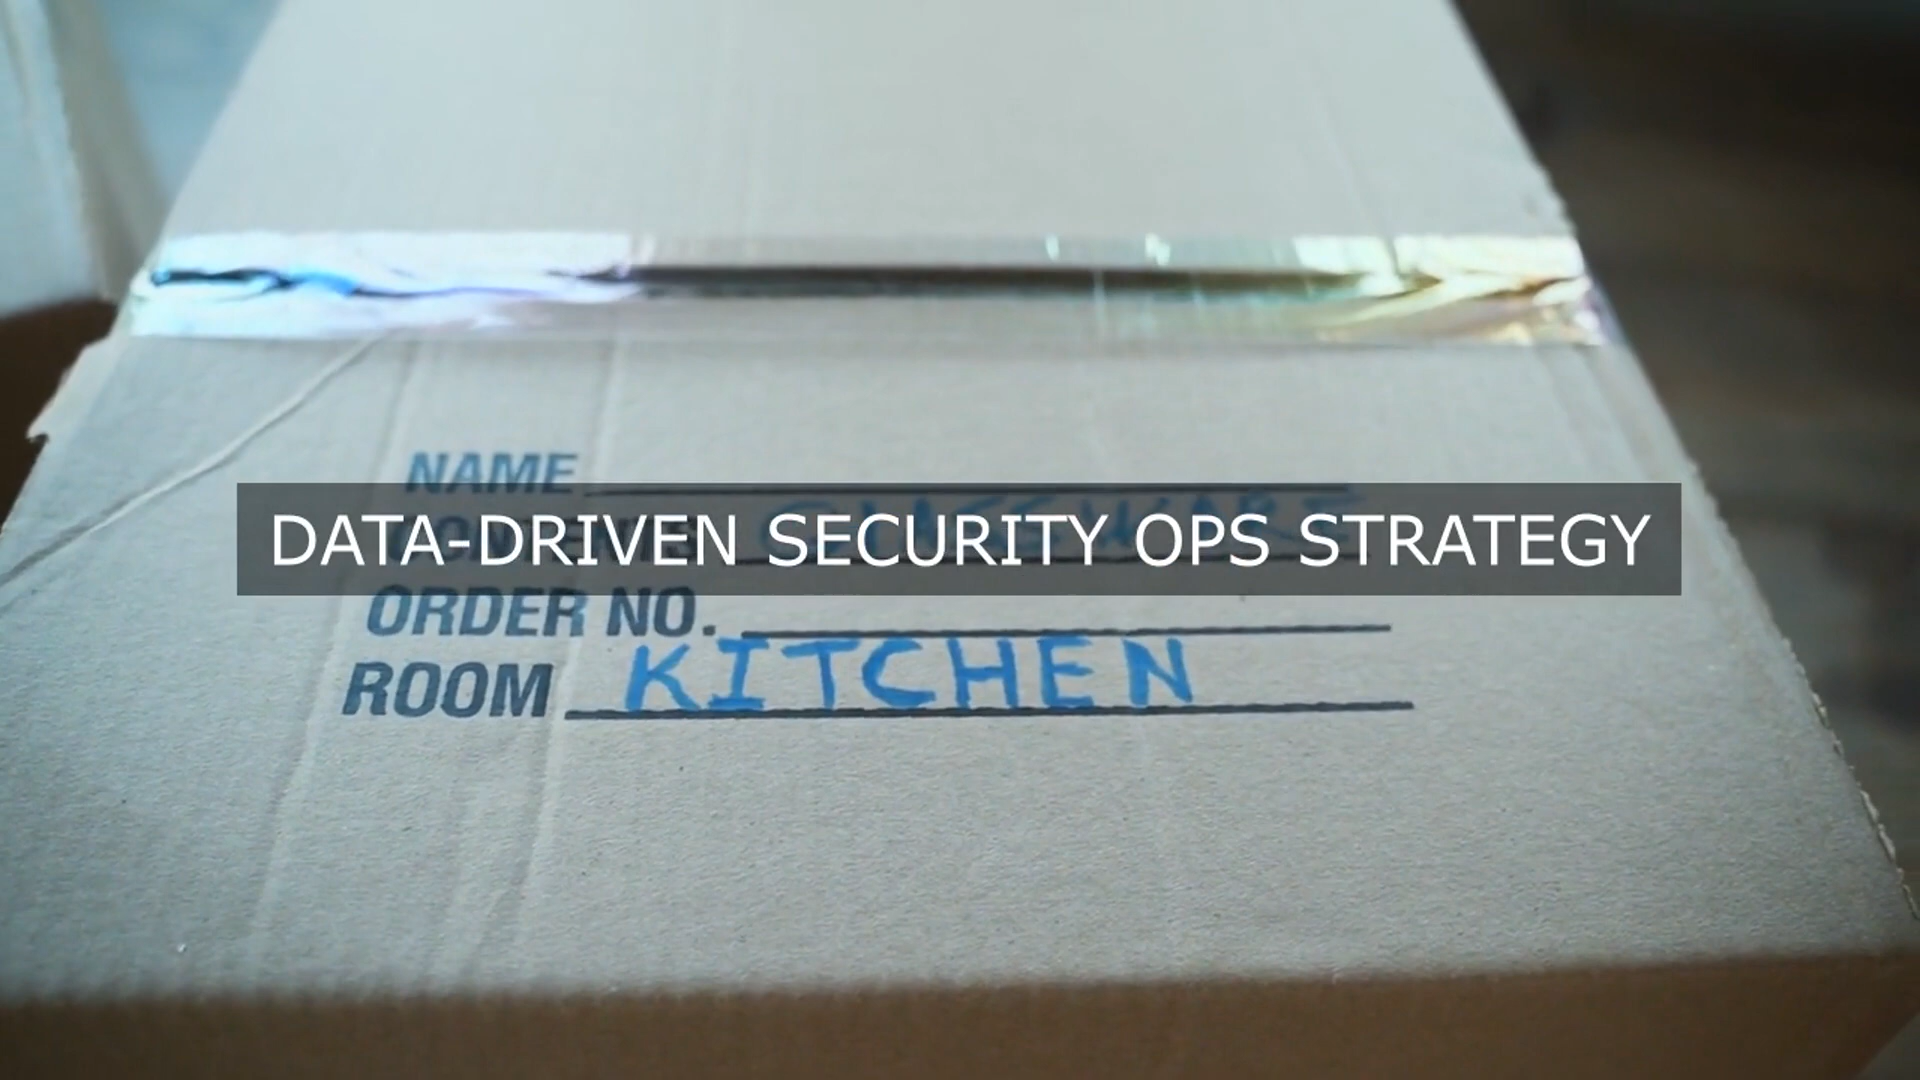 NAME
DATA-DRIVEN SECURITY OPS STRATEGY
ORDER NO.
ROOM KITCHEN